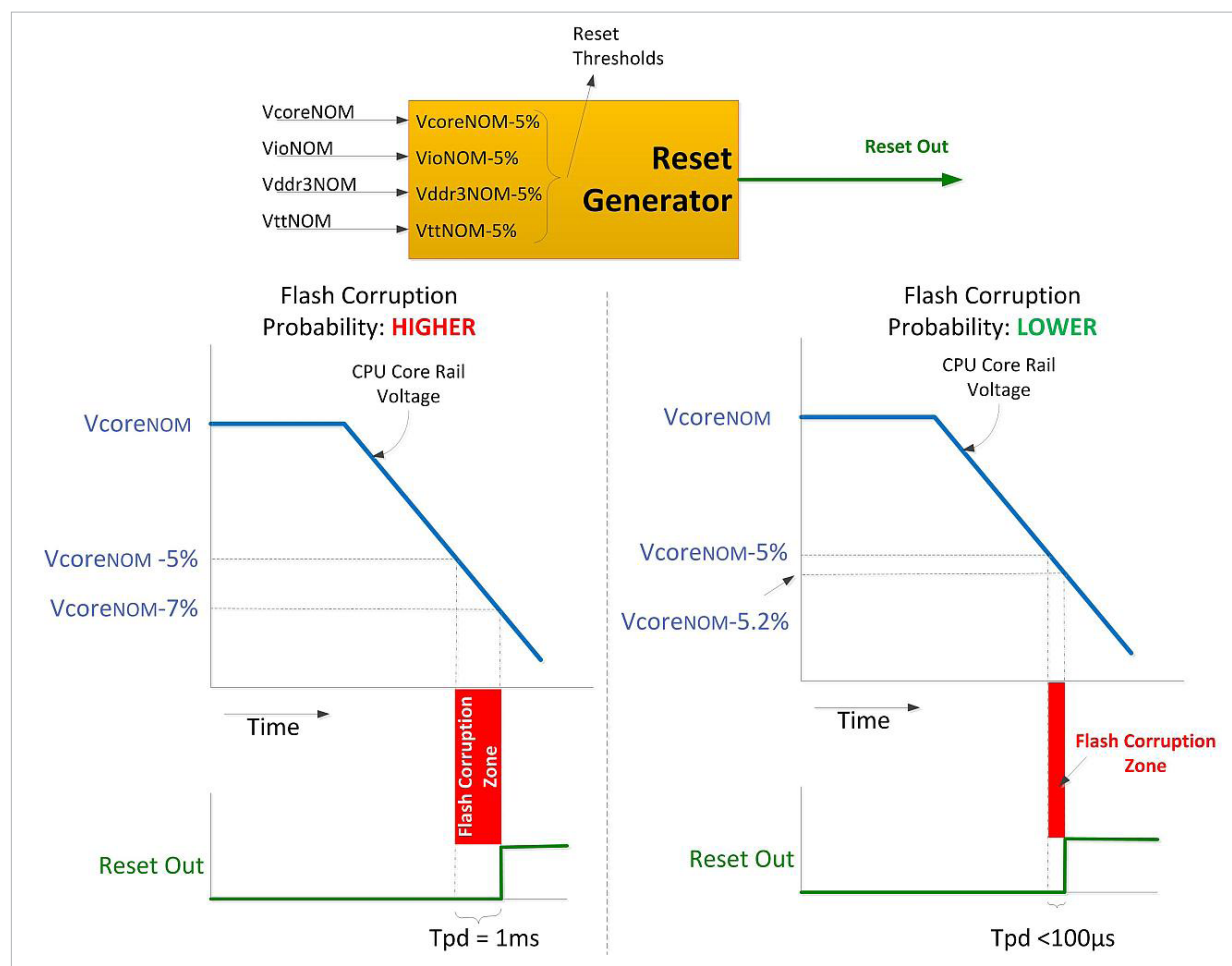 Reset
Thresholds
VcoreNOM
VioNOM
Vddr3NOM
VttNOM
VcoreNOM-5%
VioNOM-5%
Vddr3NOM-5%
VttNOM-5%
Reset
Generator
Reset Out
Flash Corruption
Probability: HIGHER
CPU Core Rail
Voltage
VcoreNOM
VcoreNOM -5%
VcoreNOM-7%
Time
Flash Corruption
Zone
Reset Out
Tpd = 1ms
Flash Corruption
Probability: LOWER
CPU Core Rail
Voltage
VcoreNOM
VcoreNOM-5%
VcoreNOM-5.2%
Time
Flash Corruption
Zone
Reset Out
Tpd <100µs